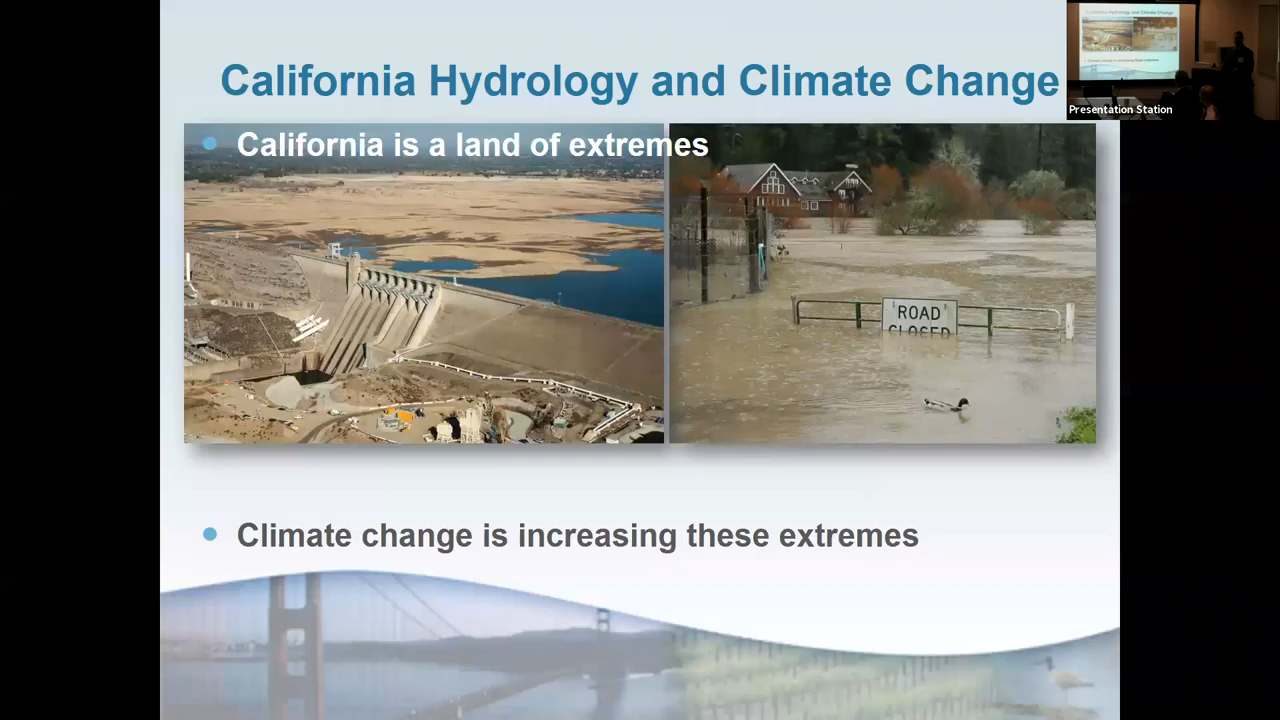 California Hydrology and Climate Change
Presentation Station
California is a land of extremes
ROAD
CLOSED
Climate change is increasing these extremes